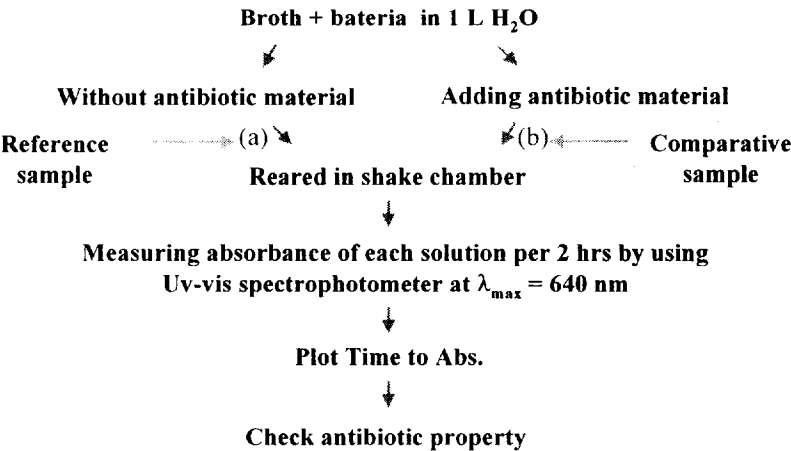 Broth + bateria in 1 L H₂O
Without antibiotic material
Adding antibiotic material
Reference
sample
(a)
(b)
Comparative
sample
Reared in shake chamber
Measuring absorbance of each solution per 2 hrs by using
Uv-vis spectrophotometer at λmax = 640 nm
Plot Time to Abs.
Check antibiotic property